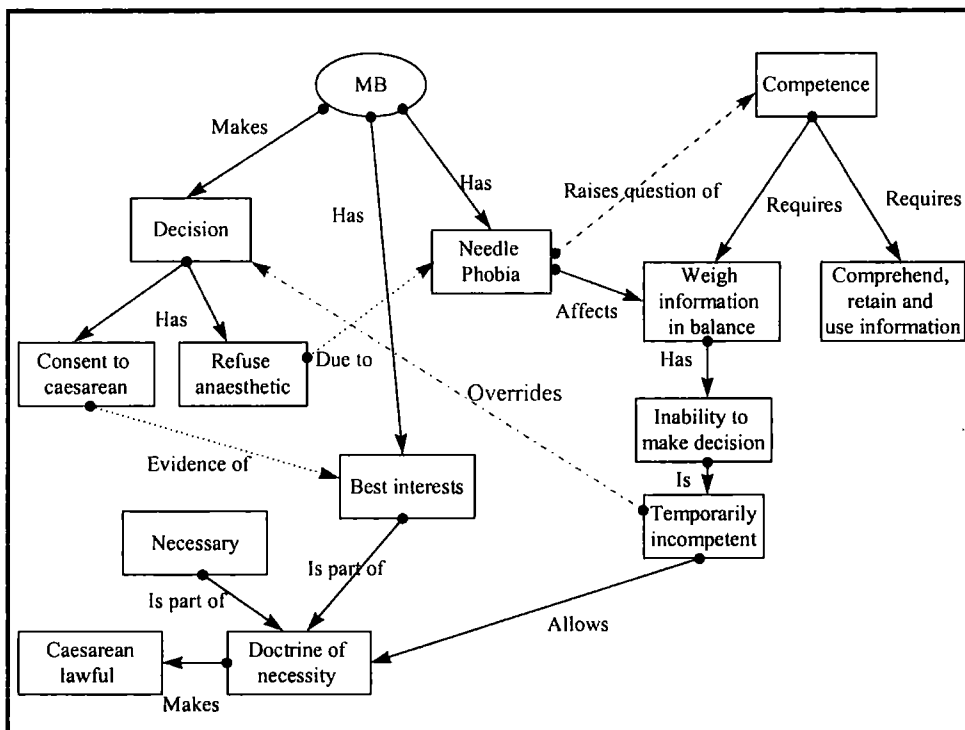 MB
Competence
Makes
Has
Raises question of
Requires
Requires
Has
Decision
Needle
Phobia
Weigh
information
in balance
Comprehend,
retain and
use information
Affects
Has
Due to
Consent to
caesarean
Refuse
anaesthetic
Has
Overrides
Inability to
make decision
Evidence of
Is
Best interests
Temporarily
incompetent
Necessary
Is part of
Is part of
Allows
Caesarean
lawful
Doctrine of
necessity
Makes